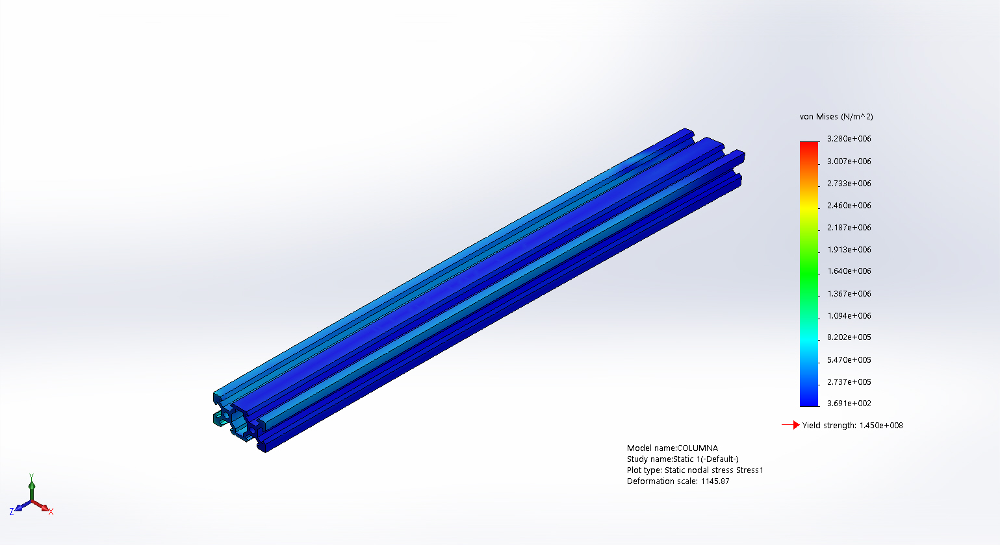 von Mises (N/m^2)
3.280e+006
3.007e+006
2.733e+006
2.460e+006
2.187e+006
1.913e+006
1.640e+006
1.367e+006
1.094e+006
8.202e+005
5.470e+005
2.737e+005
3.691e+002
Yield strength: 1.450e+008
Model name:COLUMNA
Study name:Static 1(-Default-)
Plot type: Static nodal stress Stress1
Deformation scale: 1145.87
Y
Z
X